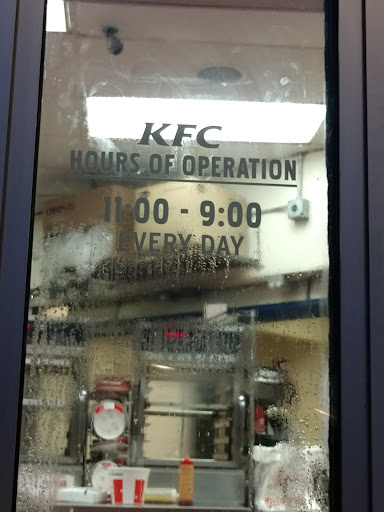 KFC
HOURS OF OPERATION
11:00 - 9:00
EVERY DAY